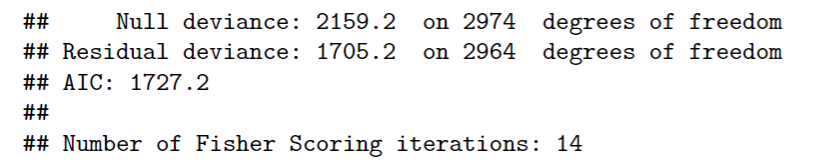 ##     Null deviance: 2159.2  on 2974  degrees of freedom
## Residual deviance: 1705.2  on 2964  degrees of freedom
## AIC: 1727.2
##
## Number of Fisher Scoring iterations: 14